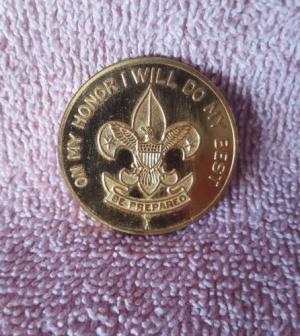 ON MY HONOR I WILL DO MY BEST
BE PREPARED